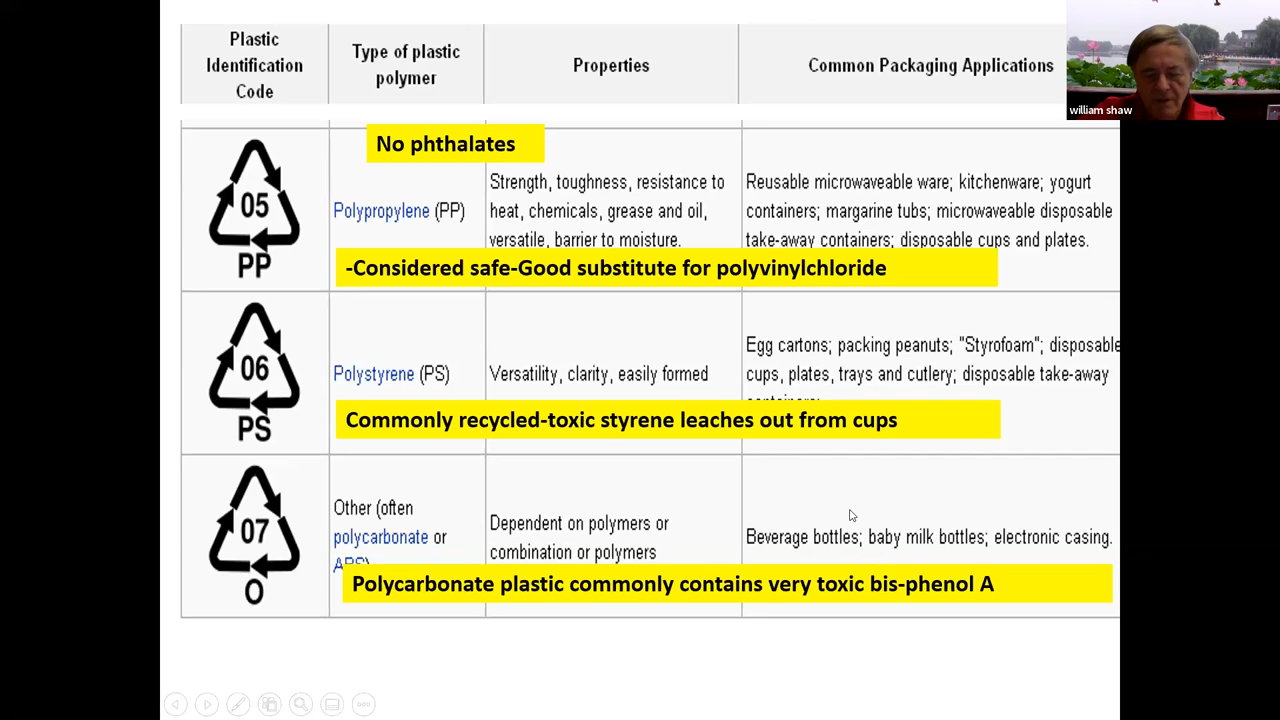 Plastic
Identification
Code
Type of plastic
polymer
Properties
Common Packaging Applications
william shaw
No phthalates
05
PP
Polypropylene (PP)
Strength, toughness, resistance to
heat, chemicals, grease and oil,
versatile, barrier to moisture.
Reusable microwaveable ware; kitchenware; yogurt
containers; margarine tubs; microwaveable disposable
take-away containers; disposable cups and plates.
-Considered safe-Good substitute for polyvinylchloride
06
PS
Polystyrene (PS)
Versatility, clarity, easily formed
Egg cartons; packing peanuts; "Styrofoam"; disposable
cups, plates, trays and cutlery; disposable take-away
Commonly recycled-toxic styrene leaches out from cups
07
O
Other (often
polycarbonate or
Dependent on polymers or
combination or polymers
Beverage bottles; baby milk bottles; electronic casing.
Polycarbonate plastic commonly contains very toxic bis-phenol A